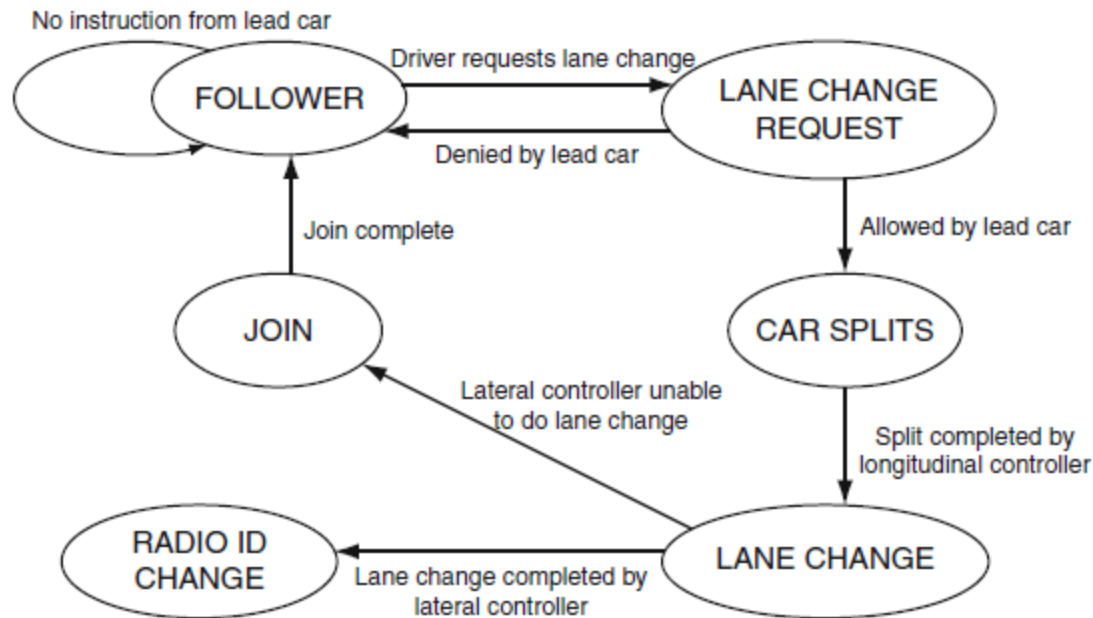 No instruction from lead car
FOLLOWER
Driver requests lane change
LANE CHANGE
REQUEST
Denied by lead car
Join complete
Allowed by lead car
JOIN
CAR SPLITS
Lateral controller unable
to do lane change
Split completed by
longitudinal controller
RADIO ID
CHANGE
Lane change completed by
lateral controller
LANE CHANGE